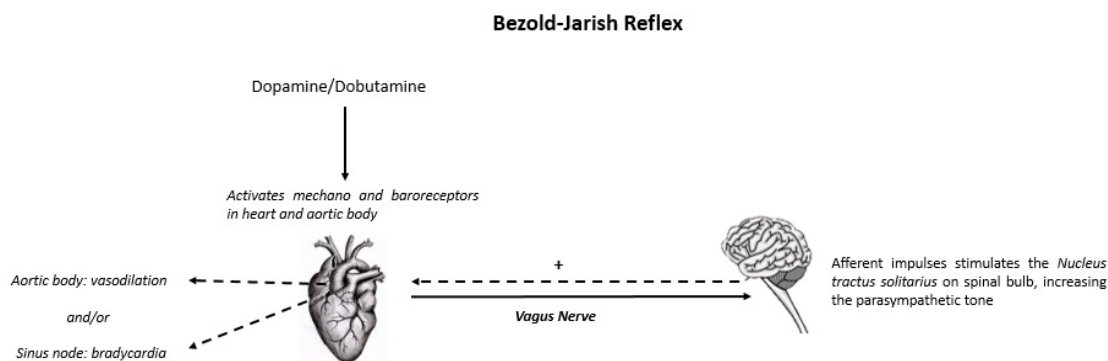 Bezold-Jarish Reflex
Dopamine/Dobutamine
Activates mechano and baroreceptors
in heart and aortic body
Aortic body: vasodilation
and/or
Sinus node: bradycardia
+
Vagus Nerve
Afferent impulses stimulates the Nucleus
tractus solitarius on spinal bulb, increasing
the parasympathetic tone